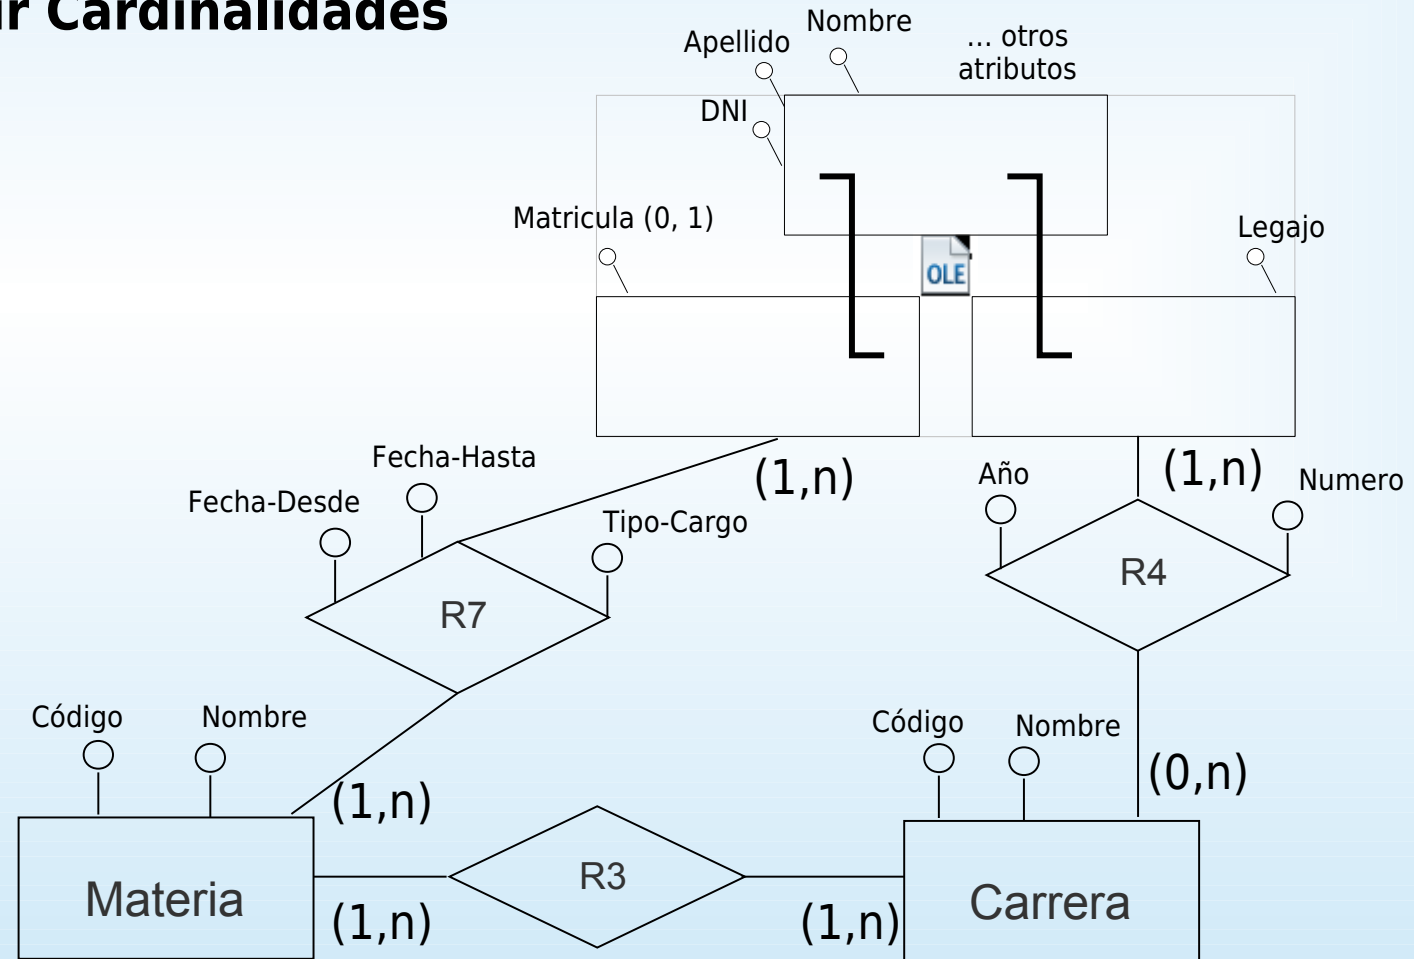 ir Cardinalidades
Nombre
Apellido
... otros
atributos
DNI
Matricula (0, 1)
Legajo
OLE
Fecha-Hasta
(1,n)
Año
(1,n)
Numero
Fecha-Desde
Tipo-Cargo
R4
R7
Código
Nombre
Código
Nombre
(0,n)
(1,n)
R3
Materia
Carrera
(1,n)
(1,n)